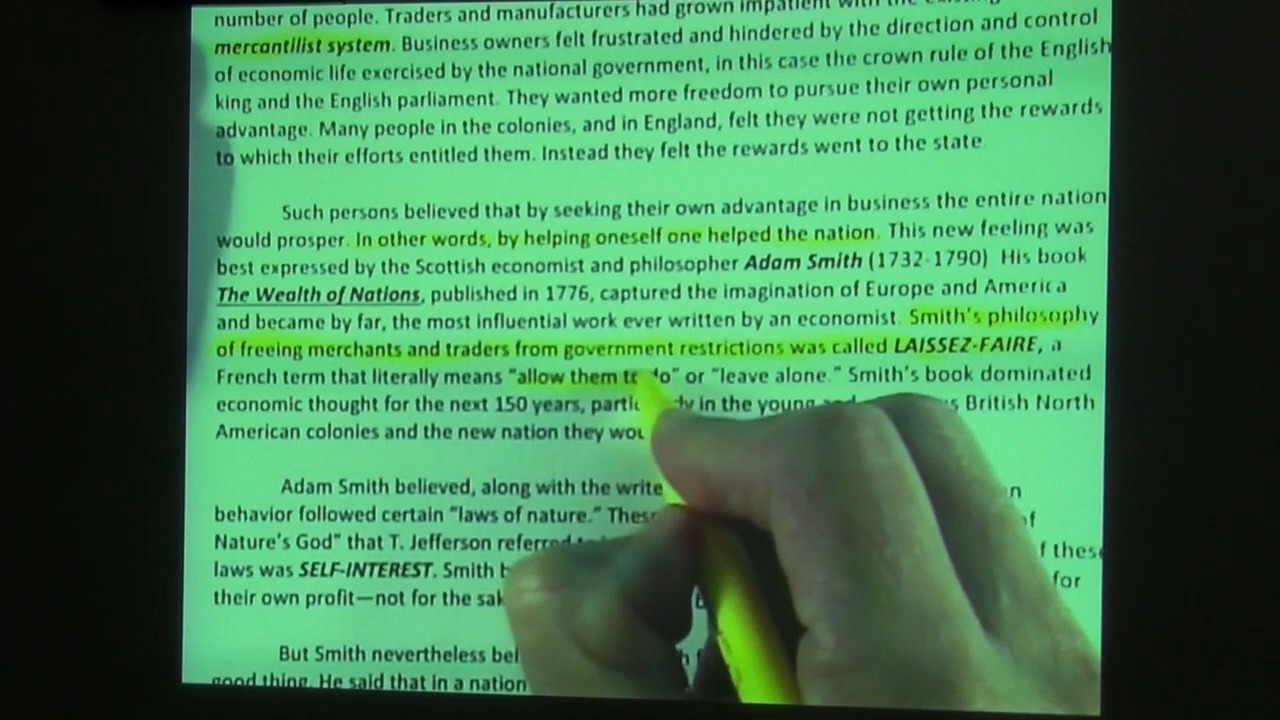 number of people. Traders and manufacturers had grown impatient with the
mercantilist system. Business owners felt frustrated and hindered by the direction and control
of economic life exercised by the national government, in this case the crown rule of the English
king and the English parliament. They wanted more freedom to pursue their own personal
advantage. Many people in the colonies, and in England, felt they were not getting the rewards
to which their efforts entitled them. Instead they felt the rewards went to the state
Such persons believed that by seeking their own advantage in business the entire nation
would prosper. In other words, by helping oneself one helped the nation. This new feeling was
best expressed by the Scottish economist and philosopher Adam Smith (1732-1790) His book
The Wealth of Nations, published in 1776, captured the imagination of Europe and America
and became by far, the most influential work ever written by an economist. Smith's philosophy
of freeing merchants and traders from government restrictions was called LAISSEZ-FAIRE, a
French term that literally means "allow them to do" or "leave alone." Smith's book dominated
economic thought for the next 150 years, in the young British North
American colonies and the new nation they
Adam Smith believed, along with the
behavior followed certain "laws of nature."
Nature's God" that T. Jefferson of these
laws was SELF-INTEREST. Smith for
their own profit—not for the
But Smith nevertheless
good thing. He said that in a nation